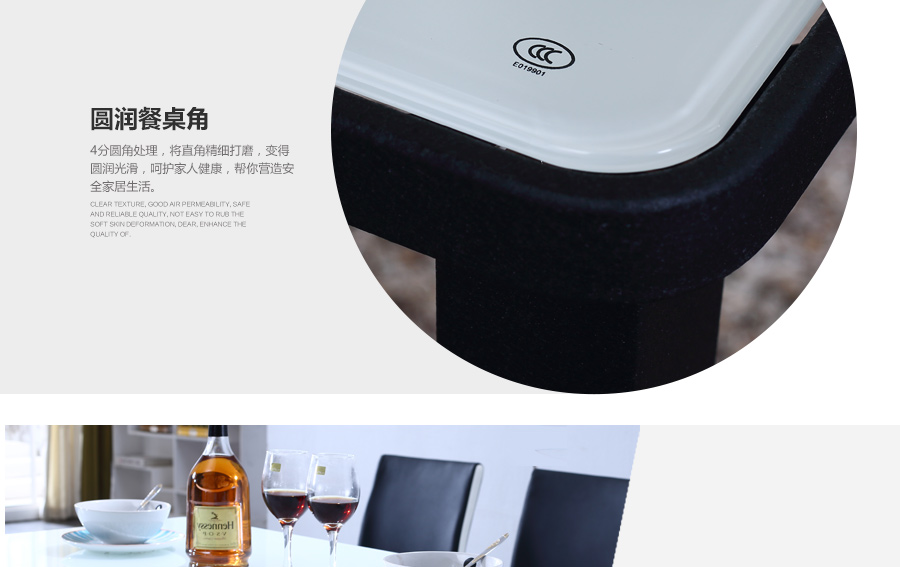 圆润餐桌角
4分圆角处理，将直角精细打磨，变得
圆润光滑，呵护家人健康，帮你营造安
全家居生活。
CLEAR TEXTURE, GOOD AIR PERMEABILITY, SAFE
AND RELIABLE QUALITY, NOT EASY TO RUB THE
SOFT SKIN DEFORMATION, DEAR, ENHANCE THE
QUALITY OF.
CCC
E019901
Hennessy
V.S.O.P